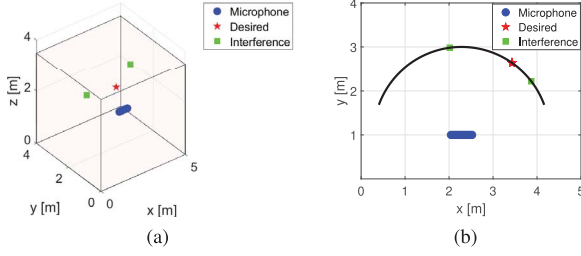 Microphone
Desired
Interference
4
2
0
z [m]
4
2
0
y [m]
0
5
x [m]
(a)
Microphone
Desired
Interference
4
3
2
1
y [m]
0
1
2
3
4
5
x [m]
(b)